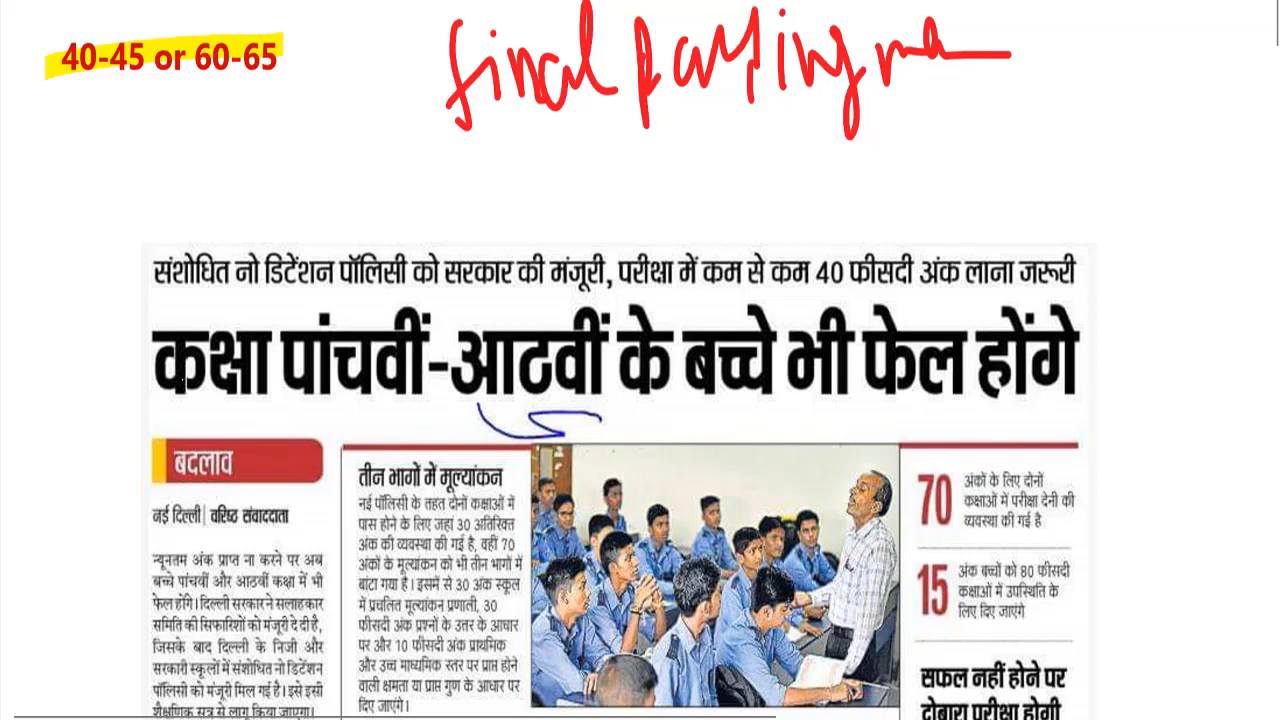 40-45 or 60-65
final passing ma
संशोधित नो डिटेंशन पॉलिसी को सरकार की मंजूरी, परीक्षा में कम से कम 40 फीसदी अंक लाना जरूरी
कक्षा पांचवीं-आठवीं के बच्चे भी फेल होंगे
बदलाव
नई दिल्ली | वरिष्ठ संवाददाता
न्यूनतम अंक प्राप्त ना करने पर अब
बच्चे पांचवीं और आठवीं कक्षा में भी
फेल होंगे। दिल्ली सरकार ने सलाहकार
समिति की सिफारिशों को मंजूरी दे दी है,
जिसके बाद दिल्ली के निजी और
सरकारी स्कूलों में संशोधित नो डिटेंशन
पॉलिसी को मंजूरी मिल गई है। इसे इसी
शैक्षणिक सत्र से लागू किया जाएगा।
तीन भागों में मूल्यांकन
नई पॉलिसी के तहत दोनों कक्षाओं में
पास होने के लिए जहां 30 अतिरिक्त
अंक की व्यवस्था की गई है, वहीं 70
अंकों के मूल्यांकन को भी तीन भागों में
बांटा गया है। इसमें से 30 अंक स्कूल
में प्रचलित मूल्यांकन प्रणाली, 30
फीसदी अंक प्रश्नों के उत्तर के आधार
पर और 10 फीसदी अंक प्राथमिक
और उच्च माध्यमिक स्तर पर प्राप्त होने
वाली क्षमता या प्राप्त गुण के आधार पर
दिए जाएंगे।
70 अंकों के लिए दोनों
कक्षाओं में परीक्षा देनी की
व्यवस्था की गई है
15 अंक बच्चों को 80 फीसदी
कक्षाओं में उपस्थिति के
लिए दिए जाएंगे
सफल नहीं होने पर
दोबारा परीक्षा होगी